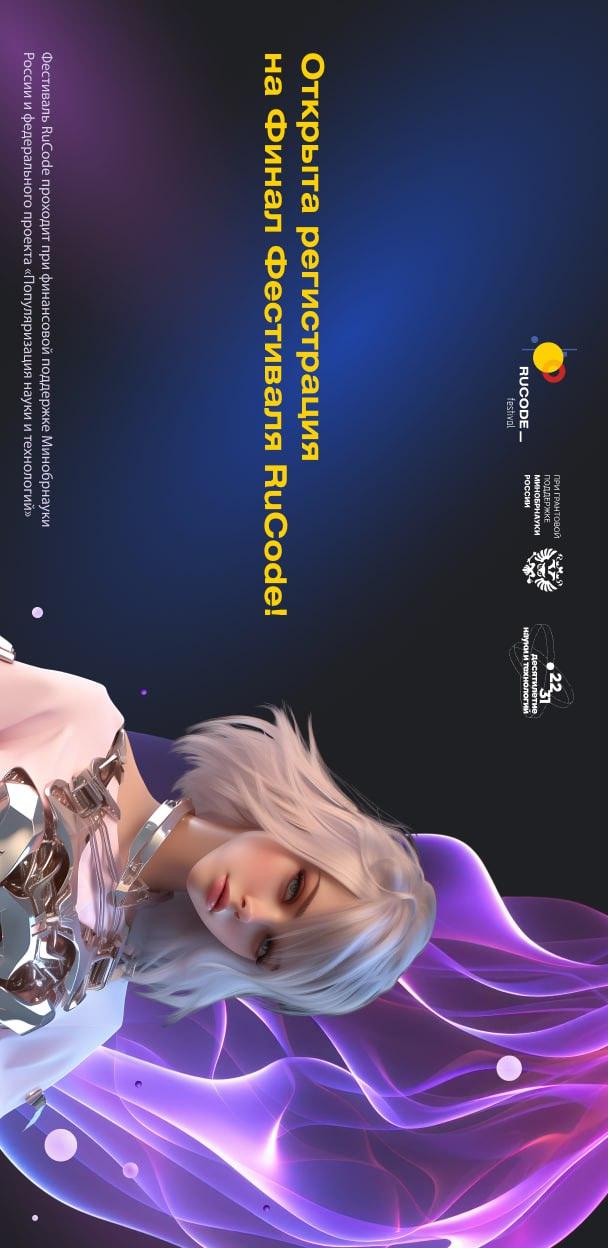 RUCODE_
festival
ПРИ ГРАНТОВОЙ
ПОДДЕРЖКЕ
МИНОБРНАУКИ
РОССИИ
22
31
десятилетие
науки и технологий
Открыта регистрация
на Финал Фестиваля RuCode!
Фестиваль RuCode проходит при финансовой поддержке Минобрнауки
России и федерального проекта «Популяризация науки и технологий»